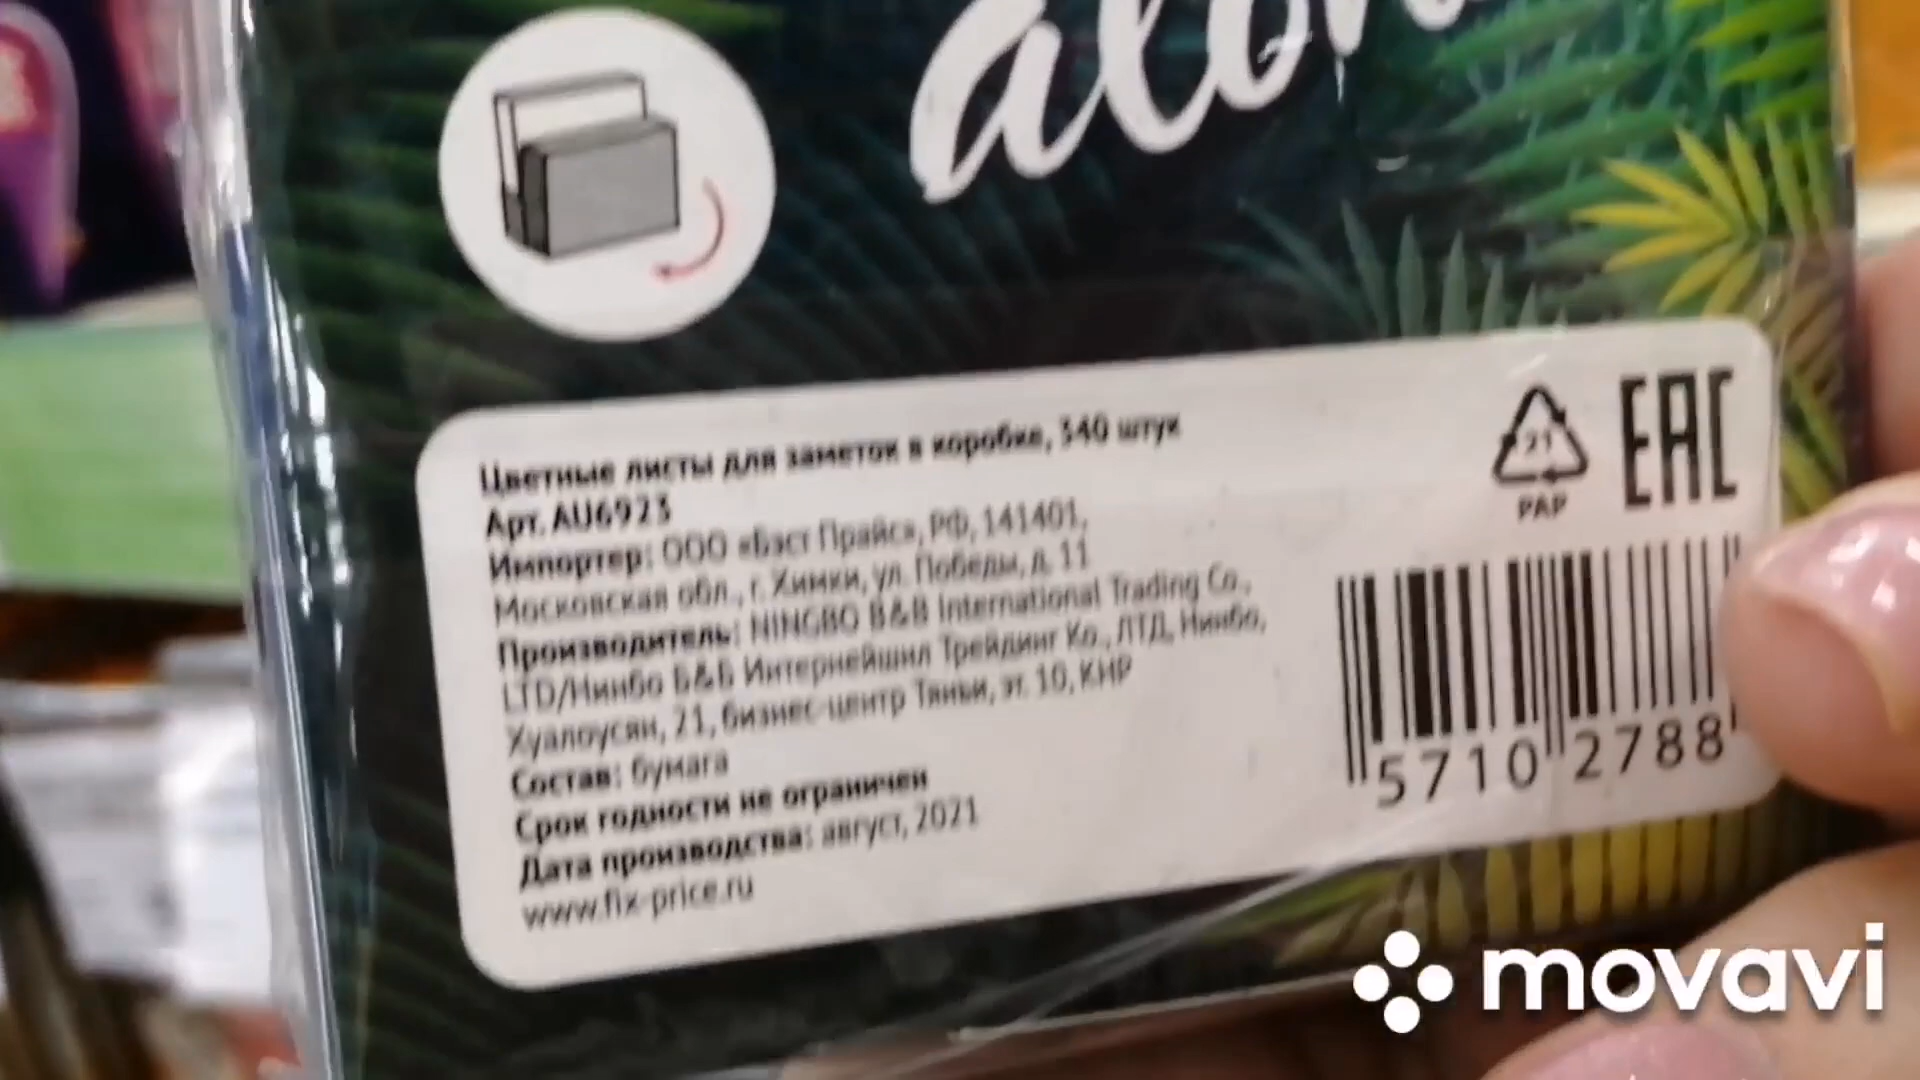 aloh
Цветные листы для заметок в коробке, 540 штук
Арт. AU6923
Импортер: ООО «Бэст Прайс», РФ, 141401,
Московская обл., г. Химки, ул. Победы, д. 11
Производитель: NINGBO B&B International Trading Co.,
LTD/Нинбо Б&Б Интернейшнл Трейдинг Ко., ЛТД, Нинбо,
Хуалоусян, 21, бизнес-центр Тяньи, эт. 10, КНР
Состав: бумага
Срок годности не ограничен
Дата производства: август, 2021
www.fix-price.ru
21
PAP
EAC
5710 2788
movavi